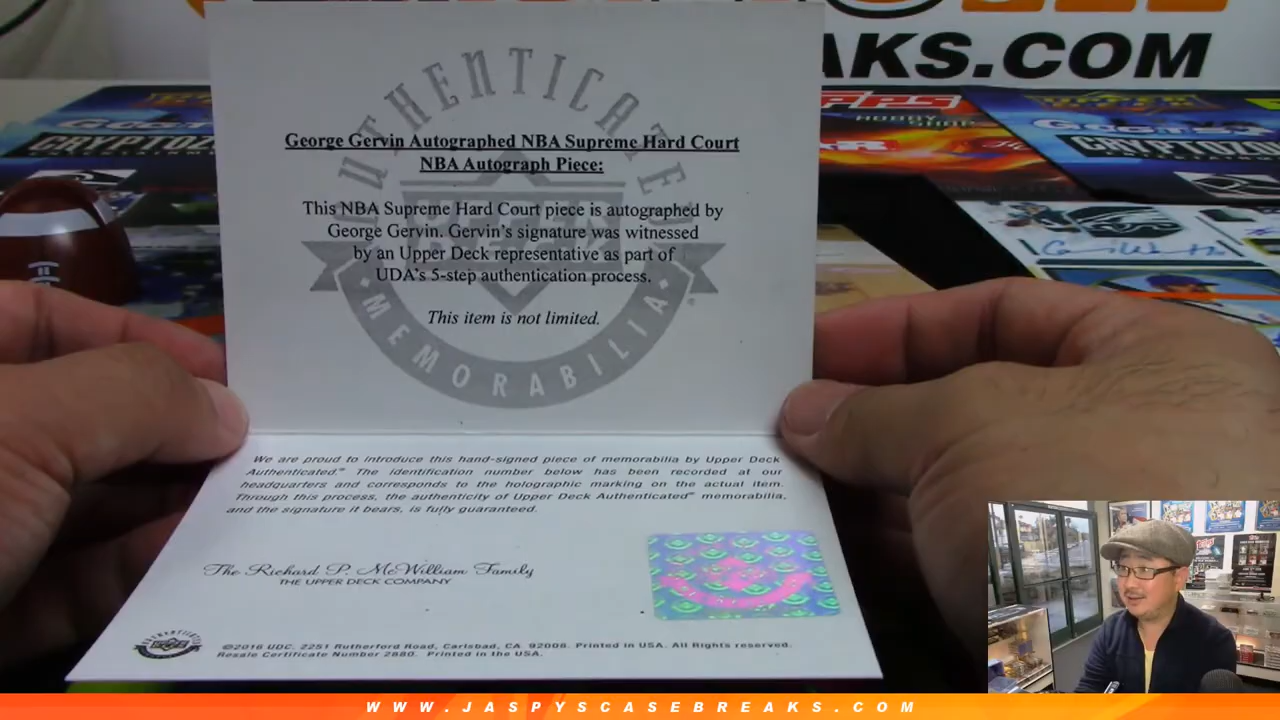 AKS.COM
AUTHENTICATED
George Gervin Autographed NBA Supreme Hard Court
NBA Autograph Piece:
This NBA Supreme Hard Court piece is autographed by
George Gervin. Gervin's signature was witnessed
by an Upper Deck representative as part of
UDA's 5-step authentication process.
This item is not limited.
MEMORABILIA
We are proud to introduce this hand-signed piece of memorabilia by Upper Deck
Authenticated.® The identification number below has been recorded at our
headquarters and corresponds to the holographic marking on the actual item.
Through this process, the authenticity of Upper Deck Authenticated® memorabilia,
and the signature it bears, is fully guaranteed.
The Richard P. McWilliam Family
THE UPPER DECK COMPANY
©2016 UDC. 2251 Rutherford Road, Carlsbad, CA 92008. Printed in USA. All Rights reserved.
Resale Certificate Number 2880. Printed in the USA.
HOBBY
CRYPTOZO
CRYPTOZO
WWW.JASPYSCASEBREAKS.COM